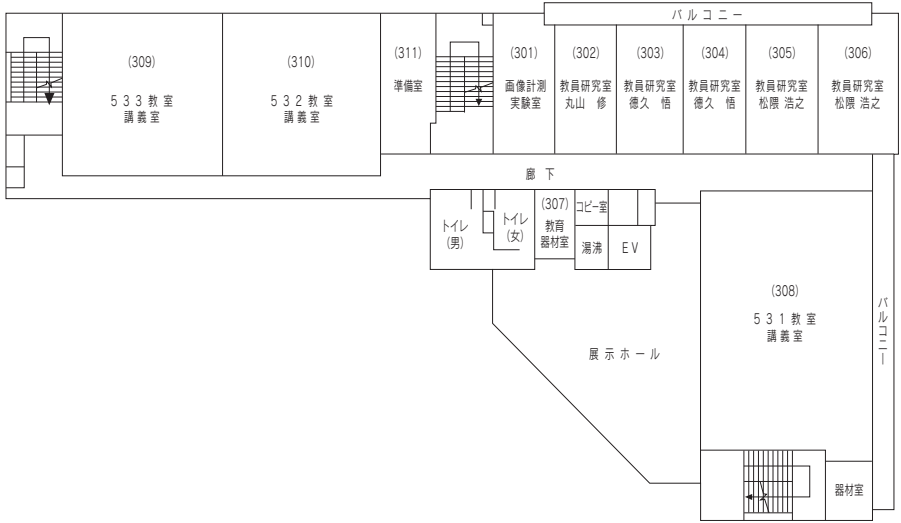 バルコニー
(309)
５３３教室
講義室
(310)
５３２教室
講義室
(311)
準備室
(301)
画像計測
実験室
(302)
教員研究室
丸山　修
(303)
教員研究室
德久　悟
(304)
教員研究室
德久　悟
(305)
教員研究室
松隈 浩之
(306)
教員研究室
松隈 浩之
廊下
トイレ
(男)
トイレ
(女)
(307)
教育
器材室
コピー室
湯沸
ＥＶ
(308)
５３１教室
講義室
バルコニー
展示ホール
器材室